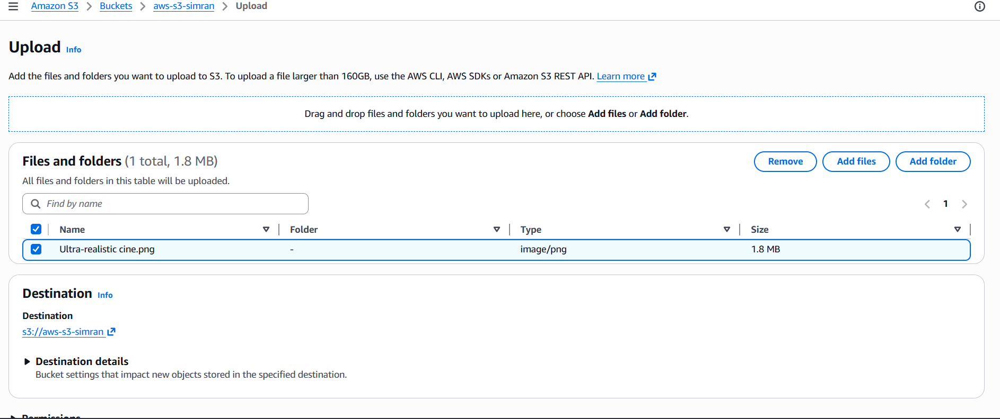 Amazon S3 > Buckets > aws-s3-simran > Upload
Upload Info
Add the files and folders you want to upload to S3. To upload a file larger than 160GB, use the AWS CLI, AWS SDKs or Amazon S3 REST API. Learn more
Drag and drop files and folders you want to upload here, or choose Add files or Add folder.
Files and folders (1 total, 1.8 MB)
Remove Add files Add folder
All files and folders in this table will be uploaded.
Find by name
1
Name Folder Type Size
Ultra-realistic cine.png - image/png 1.8 MB
Destination Info
Destination
s3://aws-s3-simran
Destination details
Bucket settings that impact new objects stored in the specified destination.
Permissions